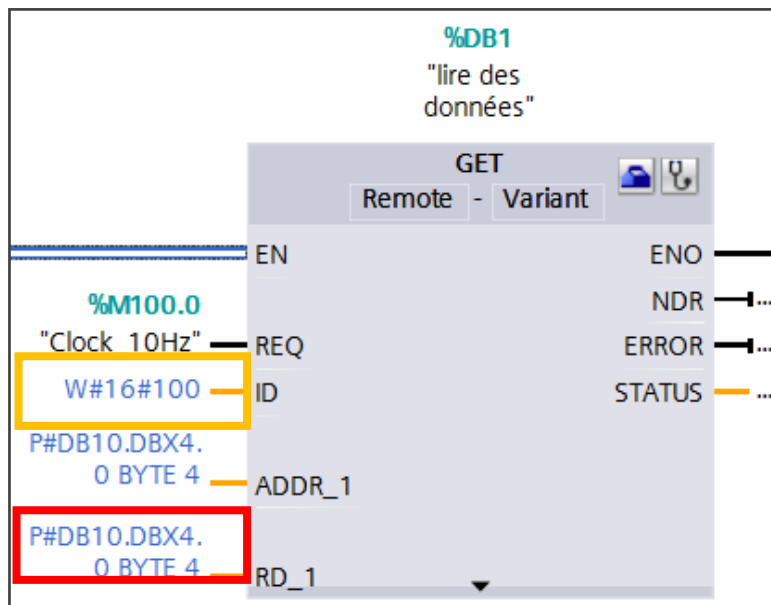 %DB1
"lire des
données"
GET
Remote - Variant
EN
ENO
%M100.0
NDR
...
"Clock_10Hz"
REQ
ERROR
...
W#16#100
ID
STATUS
...
P#DB10.DBX4.
0 BYTE 4
ADDR_1
P#DB10.DBX4.
0 BYTE 4
RD_1